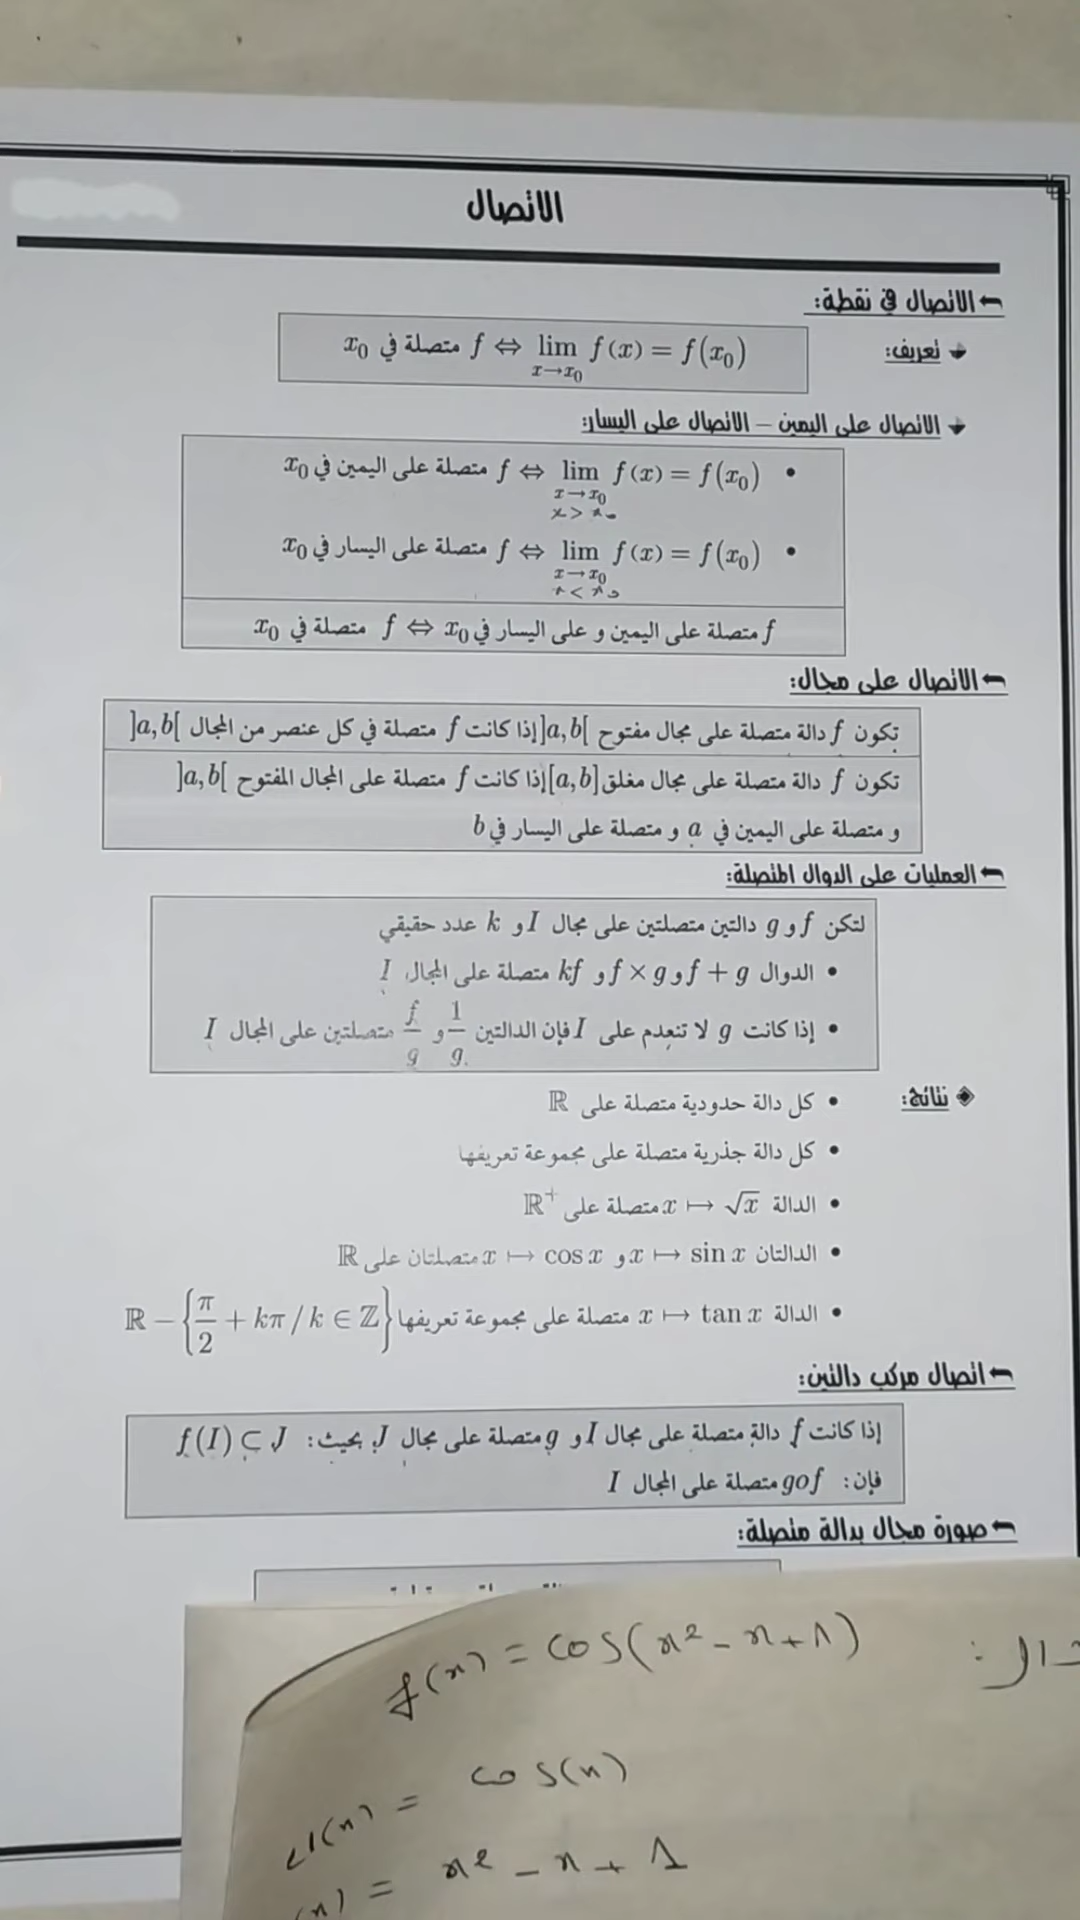 الاتصال
الاتصال في نقطة:
تعريف:
f متصلة في x₀ ⇔ lim_{x→x₀} f(x) = f(x₀)
الاتصال على اليمين – الاتصال على اليسار:
• f متصلة على اليمين في x₀ ⇔ lim_{x→x₀, x>x₀} f(x) = f(x₀)
• f متصلة على اليسار في x₀ ⇔ lim_{x→x₀, x<x₀} f(x) = f(x₀)
f متصلة على اليمين و على اليسار في x₀ ⇔ f متصلة في x₀
الاتصال على مجال:
تكون f دالة متصلة على مجال مفتوح ]a,b[ إذا كانت f متصلة في كل عنصر من المجال ]a,b[
تكون f دالة متصلة على مجال مغلق [a,b] إذا كانت f متصلة على المجال المفتوح ]a,b[
و متصلة على اليمين في a و متصلة على اليسار في b
العمليات على الدوال المتصلة:
لتكن f و g دالتين متصلتين على مجال I و k عدد حقيقي
• الدوال f + g و f × g و kf متصلة على المجال I
• إذا كانت g لا تنعدم على I فإن الدالتين 1/g و f/g متصلتين على المجال I
نتائج:
• كل دالة حدودية متصلة على ℝ
• كل دالة جذرية متصلة على مجموعة تعريفها
• الدالة x ↦ √x متصلة على ℝ⁺
• الدالتان x ↦ sin x و x ↦ cos x متصلتان على ℝ
• الدالة x ↦ tan x متصلة على مجموعة تعريفها ℝ − {π/2 + kπ / k ∈ ℤ}
اتصال مركب دالتين:
إذا كانت f دالة متصلة على مجال I و g متصلة على مجال J بحيث: f(I) ⊂ J
فإن: gof متصلة على المجال I
صورة مجال بدالة متصلة:
f(x) = cos(x² - x + 1)
(x) = cos(x)
(x) = x² - x + 1